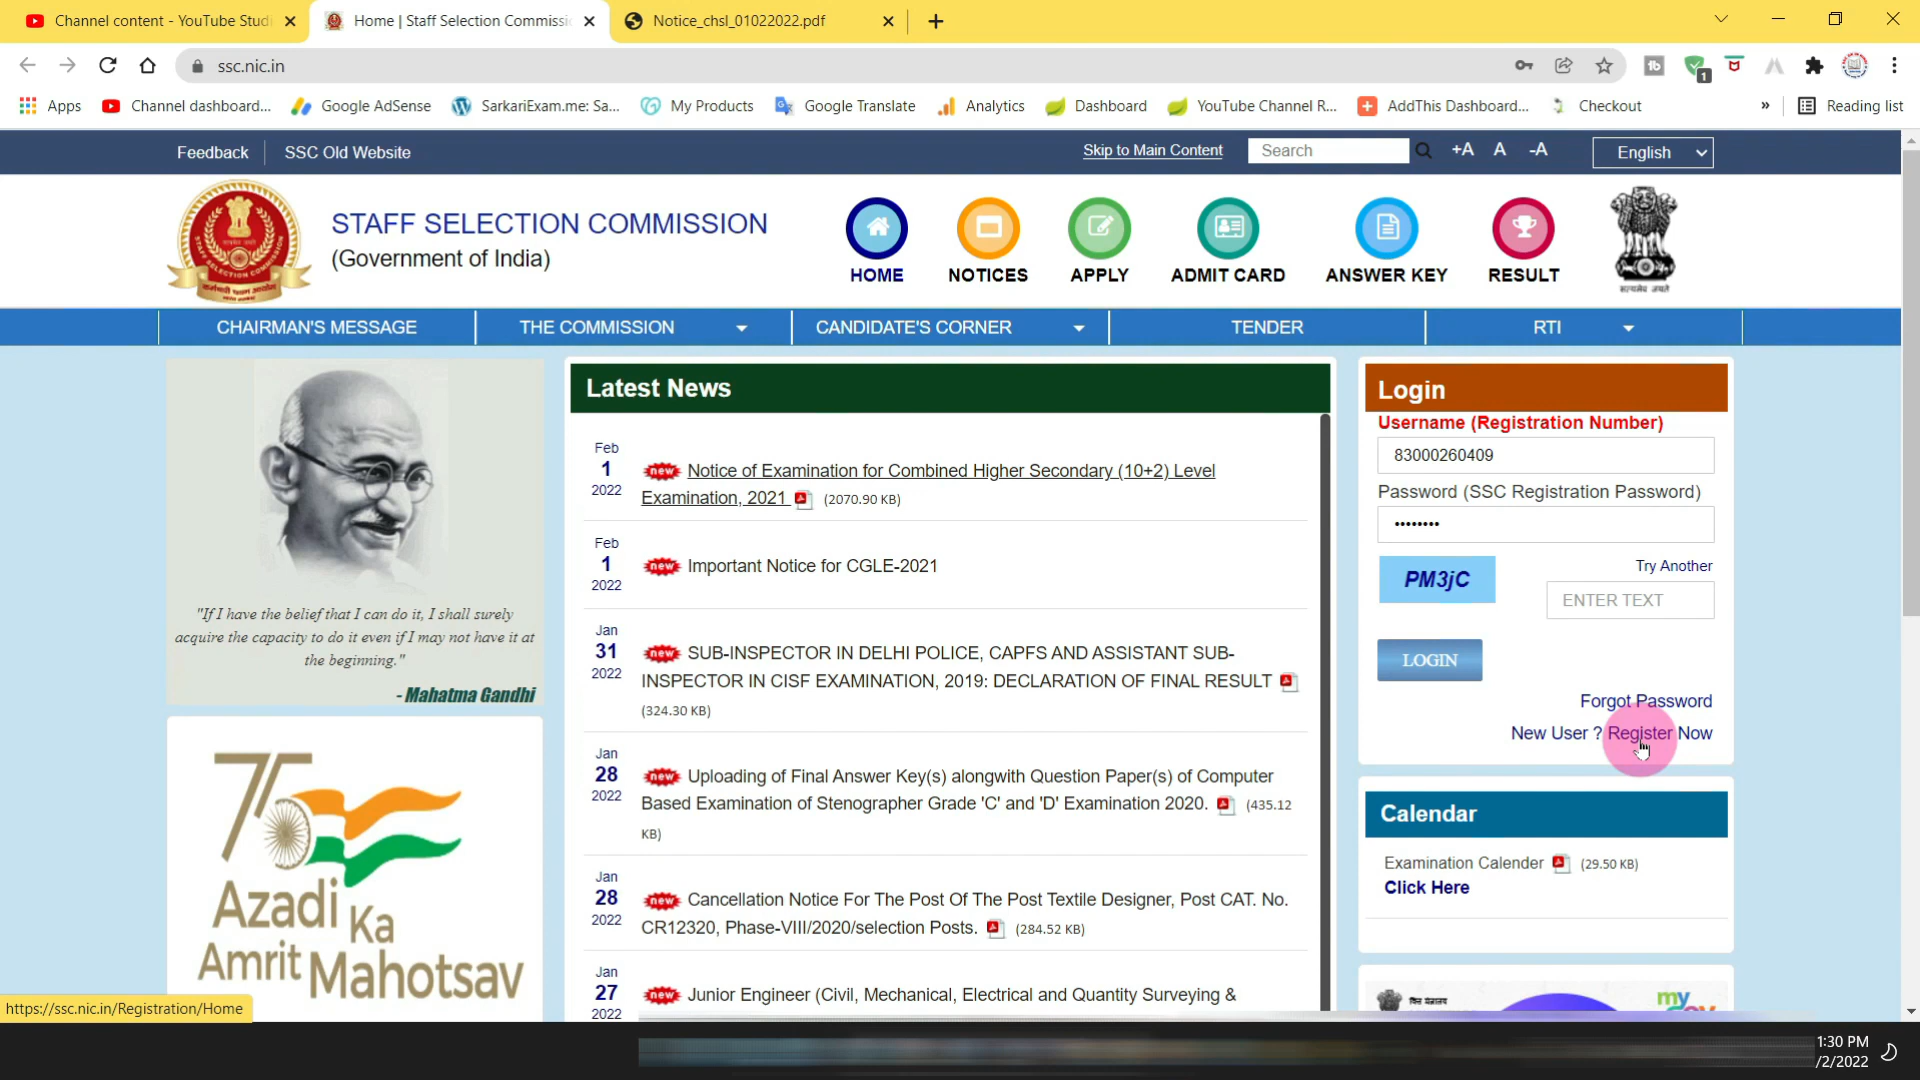 Channel content - YouTube Studi
Home | Staff Selection Commissio
Notice_chsl_01022022.pdf
ssc.nic.in
1
Apps
Channel dashboard...
Google AdSense
SarkariExam.me: Sa...
My Products
Google Translate
Analytics
Dashboard
YouTube Channel R...
AddThis Dashboard...
Checkout
»
Reading list
Feedback
SSC Old Website
Skip to Main Content
Search
+A A -A
English
STAFF SELECTION COMMISSION
(Government of India)
HOME
NOTICES
APPLY
ADMIT CARD
ANSWER KEY
RESULT
सत्यमेव जयते
CHAIRMAN'S MESSAGE
THE COMMISSION
CANDIDATE'S CORNER
TENDER
RTI
"If I have the belief that I can do it, I shall surely
acquire the capacity to do it even if I may not have it at
the beginning."
- Mahatma Gandhi
75
Azadi Ka
Amrit Mahotsav
Latest News
Feb
1
2022
new Notice of Examination for Combined Higher Secondary (10+2) Level
Examination, 2021 (2070.90 KB)
Feb
1
2022
new Important Notice for CGLE-2021
Jan
31
2022
new SUB-INSPECTOR IN DELHI POLICE, CAPFS AND ASSISTANT SUB-
INSPECTOR IN CISF EXAMINATION, 2019: DECLARATION OF FINAL RESULT
(324.30 KB)
Jan
28
2022
new Uploading of Final Answer Key(s) alongwith Question Paper(s) of Computer
Based Examination of Stenographer Grade 'C' and 'D' Examination 2020. (435.12
KB)
Jan
28
2022
new Cancellation Notice For The Post Of The Post Textile Designer, Post CAT. No.
CR12320, Phase-VIII/2020/selection Posts. (284.52 KB)
Jan
27
2022
new Junior Engineer (Civil, Mechanical, Electrical and Quantity Surveying &
Login
Username (Registration Number)
83000260409
Password (SSC Registration Password)
••••••••
PM3jC
Try Another
ENTER TEXT
LOGIN
Forgot Password
New User ? Register Now
Calendar
Examination Calender (29.50 KB)
Click Here
my
https://ssc.nic.in/Registration/Home
1:30 PM
/2/2022